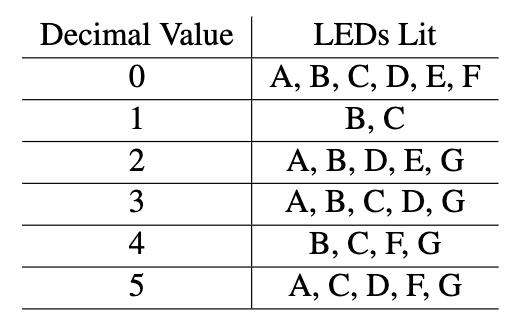 Decimal Value LEDs Lit
0 A, B, C, D, E, F
1 B, C
2 A, B, D, E, G
3 A, B, C, D, G
4 B, C, F, G
5 A, C, D, F, G